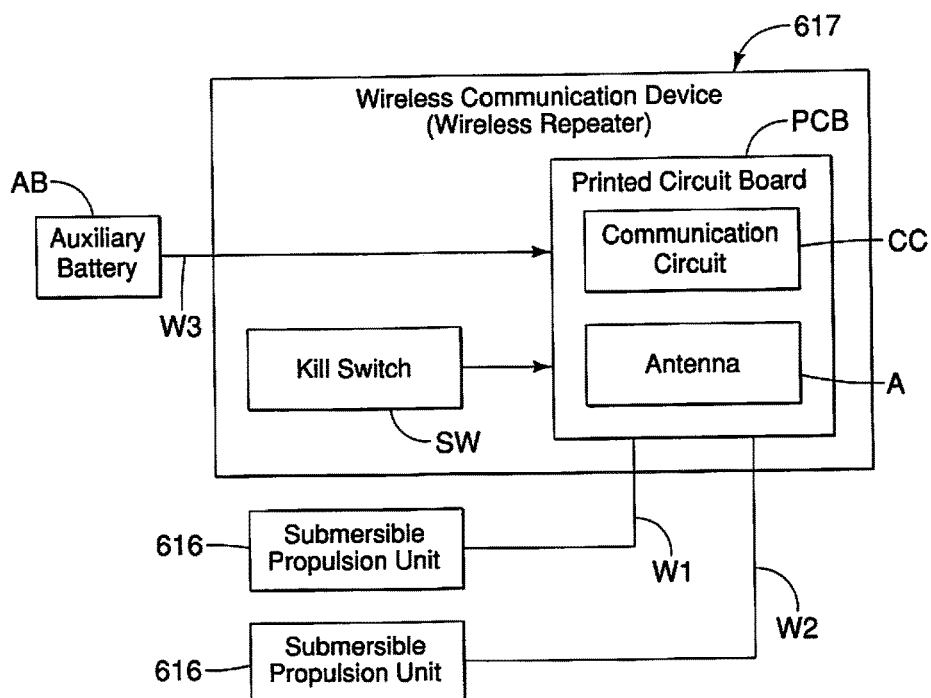 617
Wireless Communication Device
(Wireless Repeater)
PCB
Printed Circuit Board
AB
Auxiliary
Battery
Communication
Circuit
CC
W3
Kill Switch
Antenna
A
SW
616
Submersible
Propulsion Unit
W1
W2
616
Submersible
Propulsion Unit